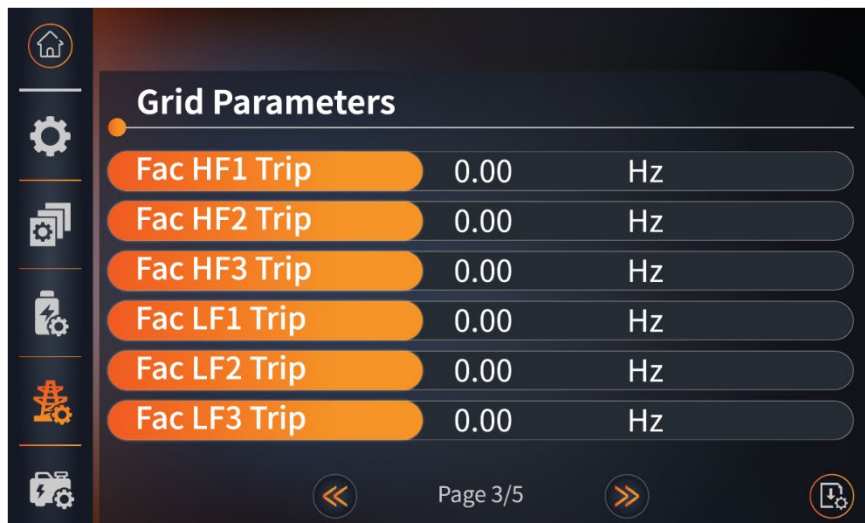 Grid Parameters
Fac HF1 Trip 0.00 Hz
Fac HF2 Trip 0.00 Hz
Fac HF3 Trip 0.00 Hz
Fac LF1 Trip 0.00 Hz
Fac LF2 Trip 0.00 Hz
Fac LF3 Trip 0.00 Hz
Page 3/5